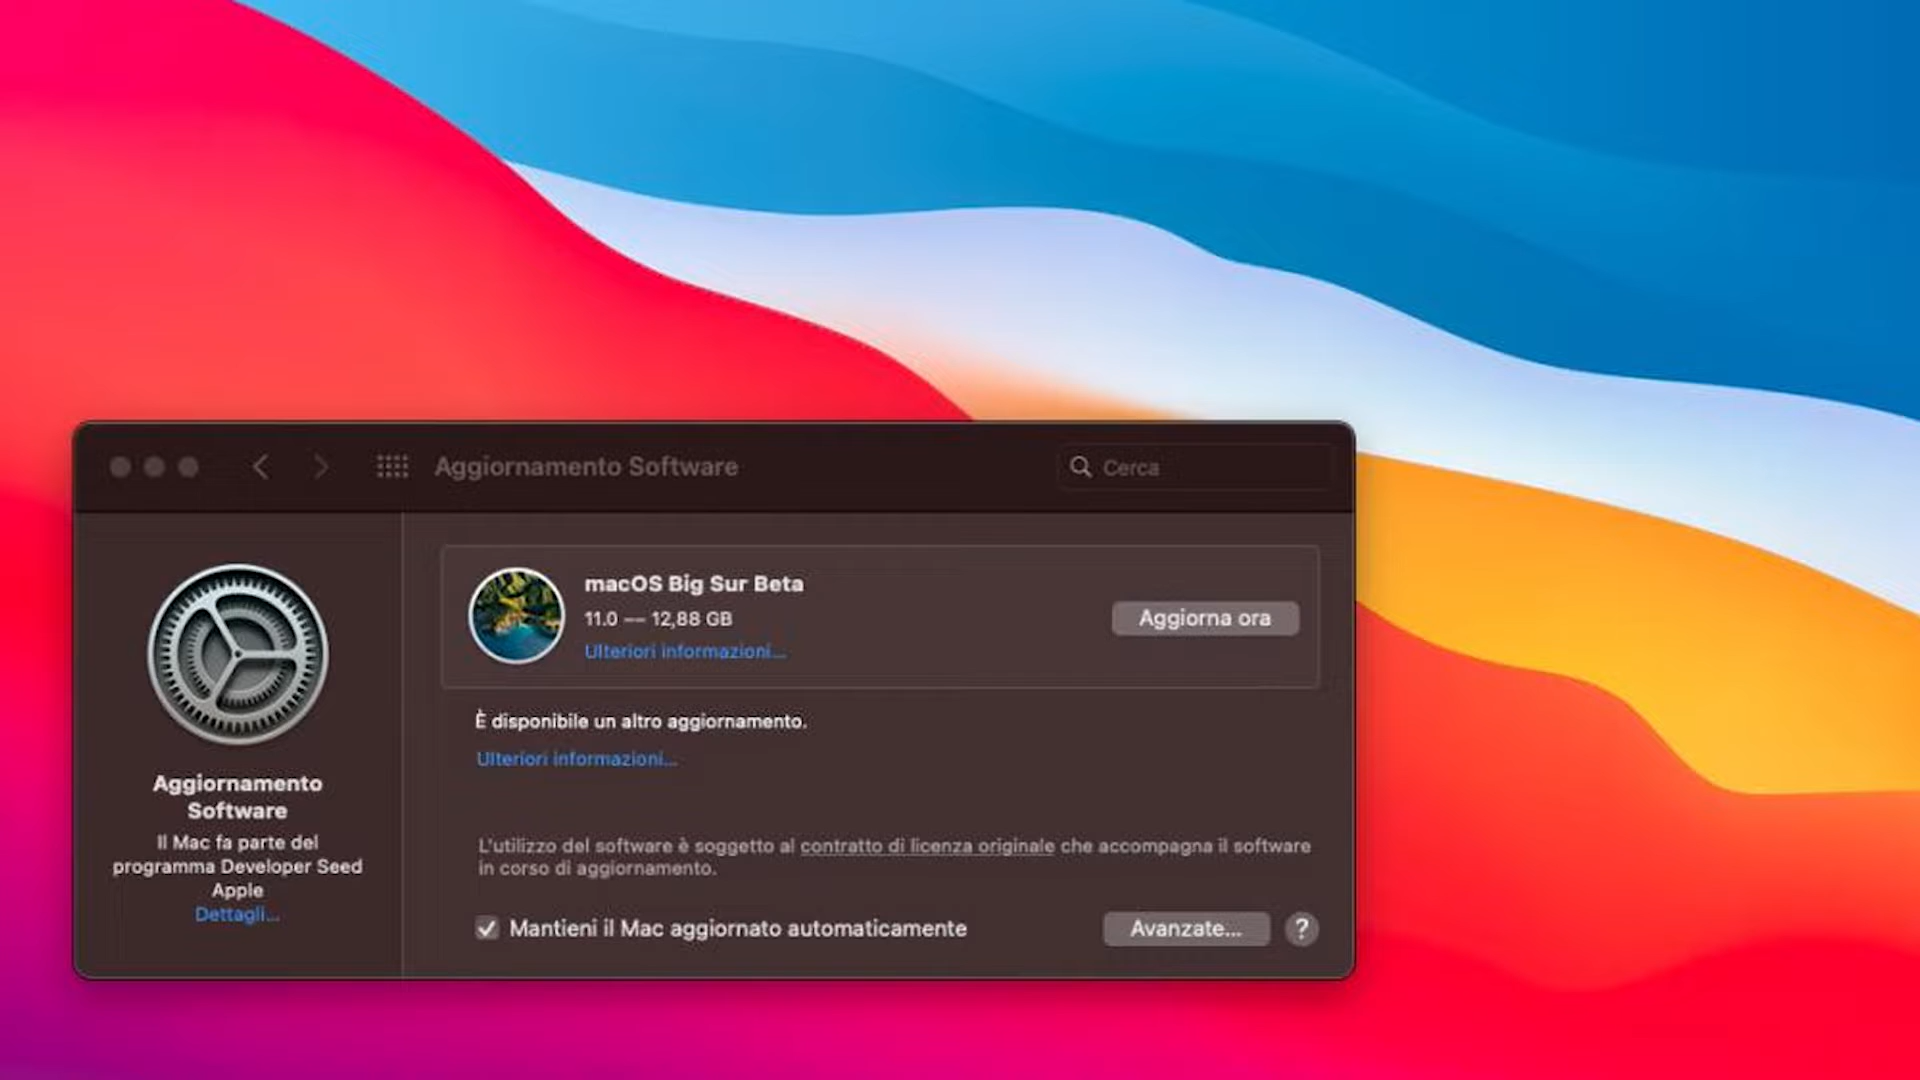 Aggiornamento Software
Cerca
macOS Big Sur Beta
11.0 — 12,88 GB
Ulteriori informazioni...
Aggiorna ora
È disponibile un altro aggiornamento.
Ulteriori informazioni...
Aggiornamento
Software
Il Mac fa parte del
programma Developer Seed
Apple
Dettagli...
L'utilizzo del software è soggetto al contratto di licenza originale che accompagna il software
in corso di aggiornamento.
Mantieni il Mac aggiornato automaticamente
Avanzate...
?